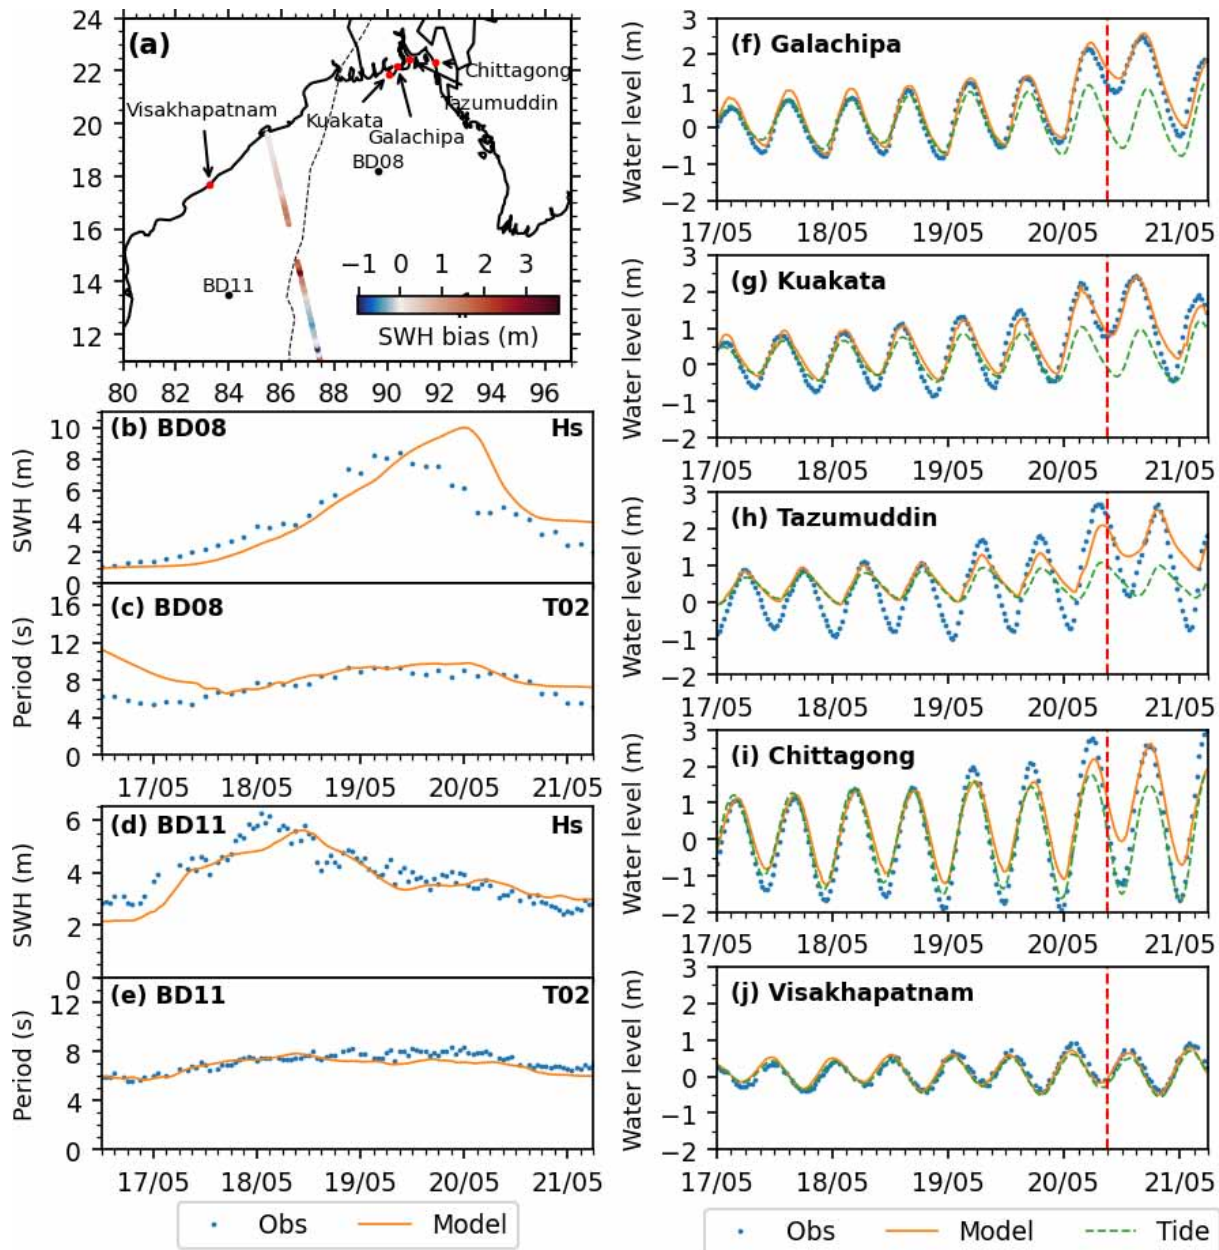 (a)
24
22
20
18
16
14
12
80 82 84 86 88 90 92 94 96
Visakhapatnam
Kuakata
Galachipa
Tazumuddin
Chittagong
BD08
BD11
−1 0 1 2 3
SWH bias (m)
(b) BD08 Hs
SWH (m)
10
8
6
4
2
0
(c) BD08 T02
Period (s)
16
12
8
4
0
17/05 18/05 19/05 20/05 21/05
(d) BD11 Hs
SWH (m)
6
4
2
0
(e) BD11 T02
Period (s)
12
8
4
0
17/05 18/05 19/05 20/05 21/05
Obs Model
(f) Galachipa
Water level (m)
3
2
1
0
−1
−2
17/05 18/05 19/05 20/05 21/05
(g) Kuakata
Water level (m)
3
2
1
0
−1
−2
17/05 18/05 19/05 20/05 21/05
(h) Tazumuddin
Water level (m)
3
2
1
0
−1
−2
17/05 18/05 19/05 20/05 21/05
(i) Chittagong
Water level (m)
3
2
1
0
−1
−2
17/05 18/05 19/05 20/05 21/05
(j) Visakhapatnam
Water level (m)
3
2
1
0
−1
−2
17/05 18/05 19/05 20/05 21/05
Obs Model Tide